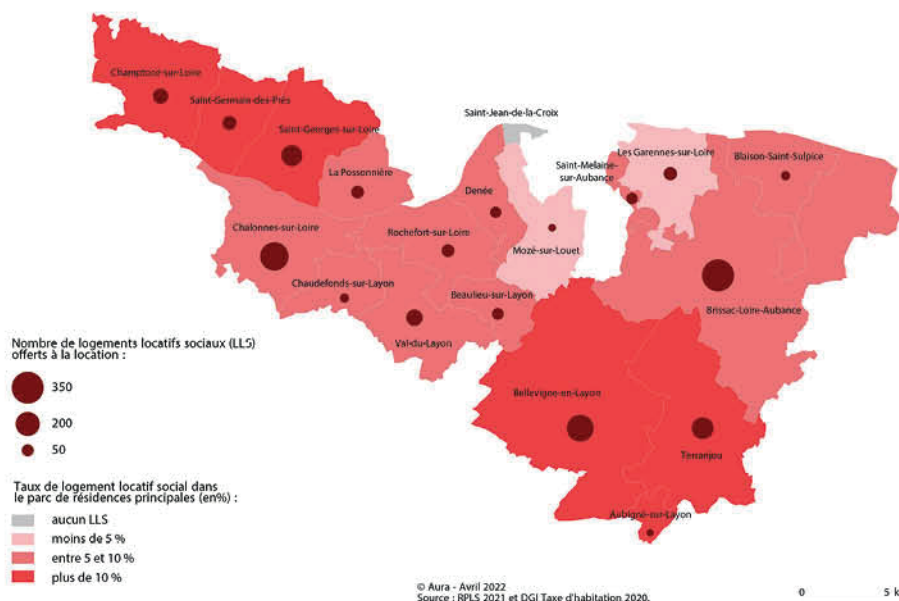 Champtocé-sur-Loire
Saint-Germain-des-Prés
Saint-Georges-sur-Loire
La Possonnière
Saint-Jean-de-la-Croix
Les Garennes-sur-Loire
Blaison-Saint-Sulpice
Saint-Melaine-
sur-Aubance
Denée
Chalonnes-sur-Loire
Rochefort-sur-Loire
Mozé-sur-Louet
Chaudefonds-sur-Layon
Beaulieu-sur-Layon
Brissac-Loire-Aubance
Val-du-Layon
Bellevigne-en-Layon
Terranjou
Aubigné-sur-Layon
Nombre de logements locatifs sociaux (LLS)
offerts à la location :
350
200
50
Taux de logement locatif social dans
le parc de résidences principales (en%) :
aucun LLS
moins de 5 %
entre 5 et 10 %
plus de 10 %
© Aura - Avril 2022
Source : RPLS 2021 et DGI Taxe d'habitation 2020.
0 5 k